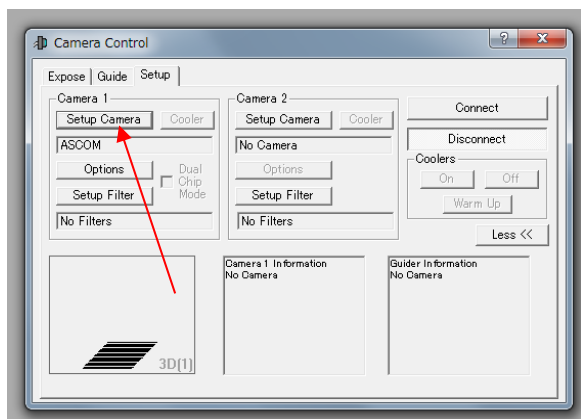 Camera Control
Expose Guide Setup
Camera 1
Setup Camera Cooler
ASCOM
Options Dual Chip Mode
Setup Filter
No Filters
Camera 2
Setup Camera Cooler
No Camera
Options
Setup Filter
No Filters
Connect
Disconnect
Coolers
On Off
Warm Up
Less <<
3D[1]
Camera 1 Information
No Camera
Guider Information
No Camera